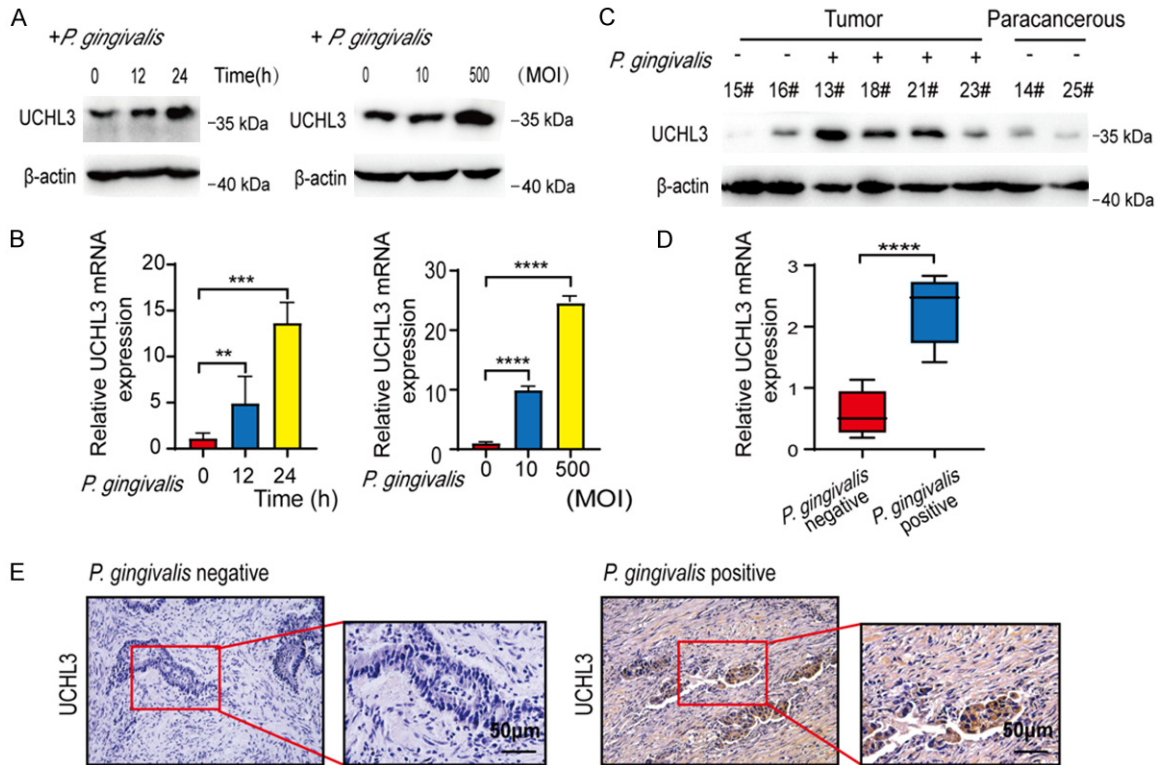 A
+P. gingivalis
0 12 24 Time(h)
UCHL3
−35 kDa
β-actin
−40 kDa
+ P. gingivalis
0 10 500 (MOI)
UCHL3
−35 kDa
β-actin
−40 kDa
C
Tumor Paracancerous
P. gingivalis - - + + + + - -
15# 16# 13# 18# 21# 23# 14# 25#
UCHL3
−35 kDa
β-actin
−40 kDa
B
Relative UCHL3 mRNA
expression
20
15
10
5
0
***
**
P. gingivalis 0 12 24
Time (h)
Relative UCHL3 mRNA
expression
30
20
10
0
****
****
P. gingivalis 0 10 500
(MOI)
D
Relative UCHL3 mRNA
expression
3
2
1
0
****
P. gingivalis
negative
P. gingivalis
positive
E
P. gingivalis negative
UCHL3
50μm
P. gingivalis positive
UCHL3
50μm